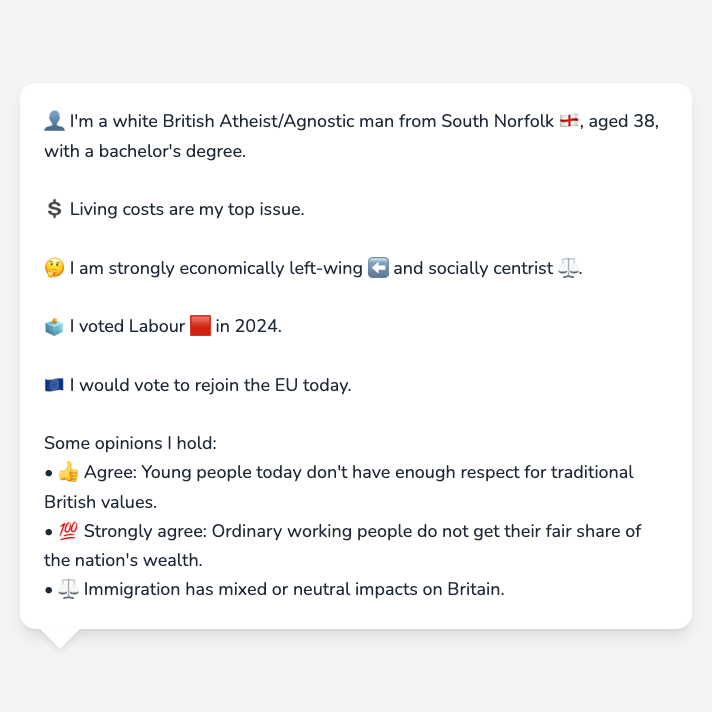 👤 I'm a white British Atheist/Agnostic man from South Norfolk 🏴󠁧󠁢󠁥󠁮󠁧󠁿, aged 38,
with a bachelor's degree.
💲 Living costs are my top issue.
🤔 I am strongly economically left-wing ⬅️ and socially centrist ⚖️.
🗳️ I voted Labour 🟥 in 2024.
🇪🇺 I would vote to rejoin the EU today.
Some opinions I hold:
• 👍 Agree: Young people today don't have enough respect for traditional
British values.
• 💯 Strongly agree: Ordinary working people do not get their fair share of
the nation's wealth.
• ⚖️ Immigration has mixed or neutral impacts on Britain.